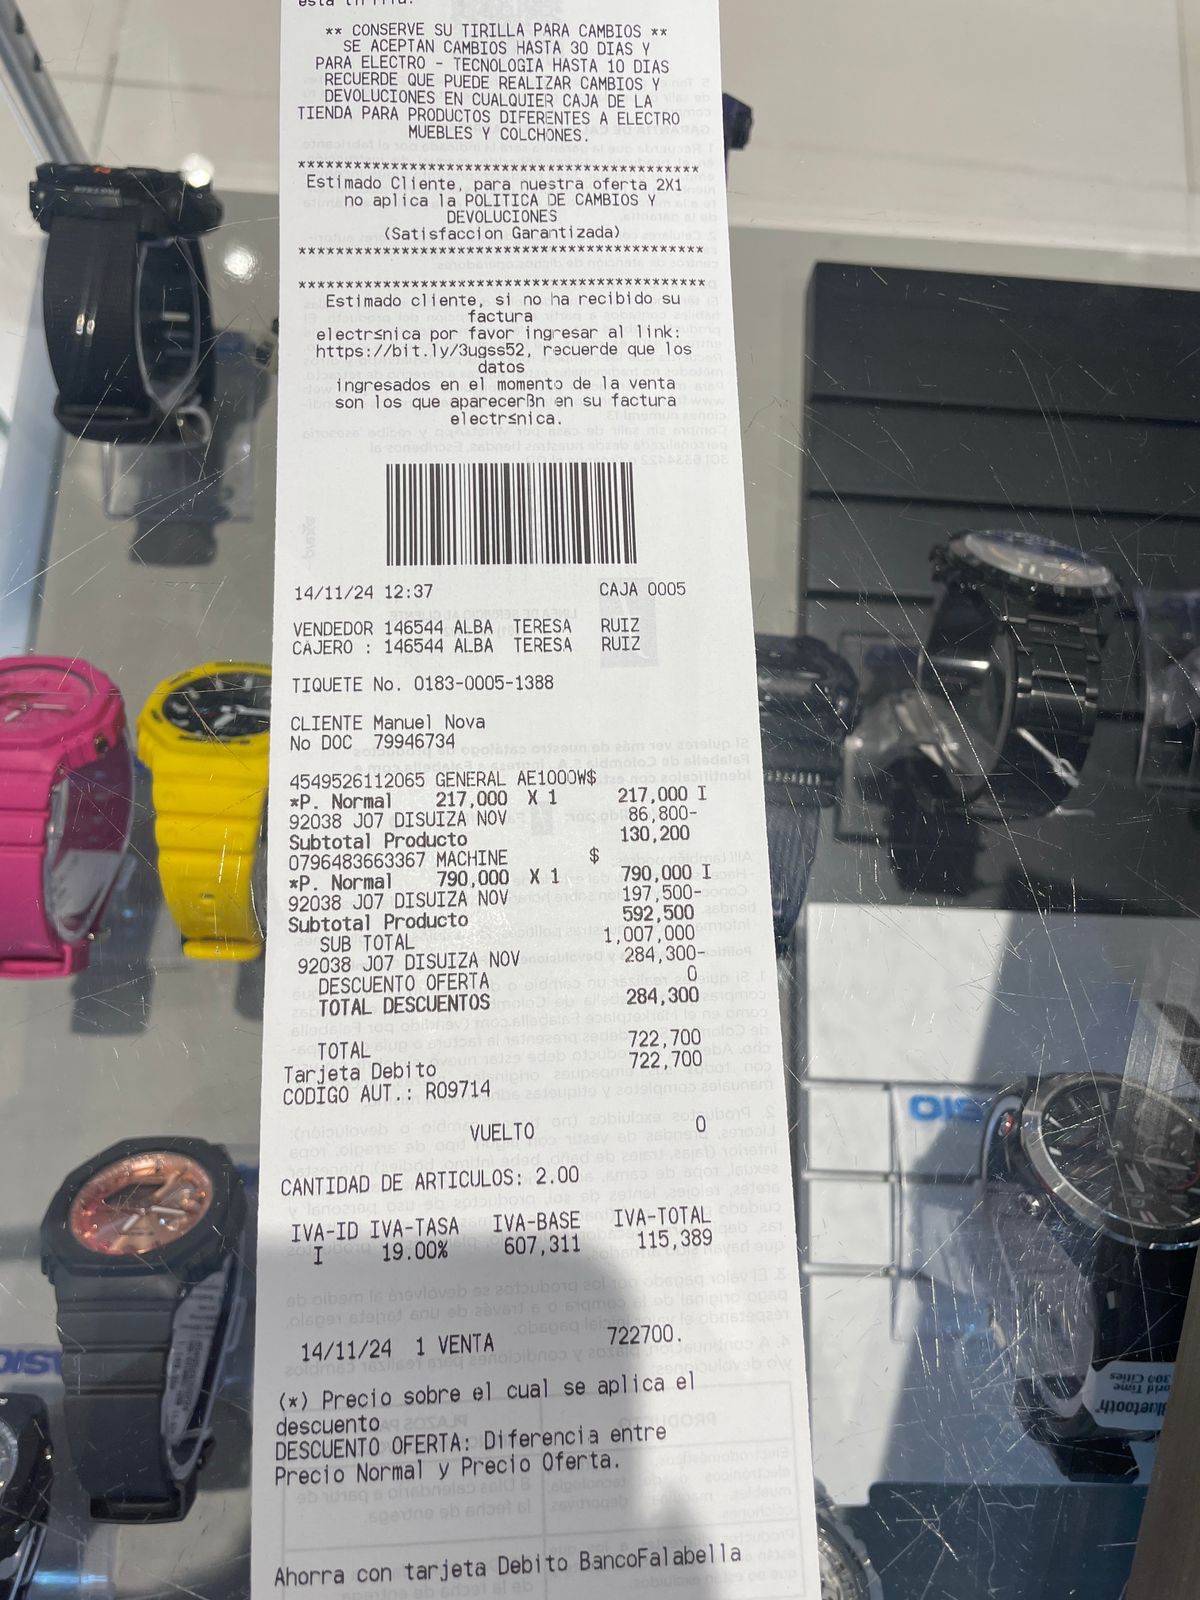 esta tirilla.
** CONSERVE SU TIRILLA PARA CAMBIOS **
SE ACEPTAN CAMBIOS HASTA 30 DIAS Y
PARA ELECTRO - TECNOLOGIA HASTA 10 DIAS
RECUERDE QUE PUEDE REALIZAR CAMBIOS Y
DEVOLUCIONES EN CUALQUIER CAJA DE LA
TIENDA PARA PRODUCTOS DIFERENTES A ELECTRO
MUEBLES Y COLCHONES.
******************************************
Estimado Cliente, para nuestra oferta 2X1
no aplica la POLITICA DE CAMBIOS Y
DEVOLUCIONES
(Satisfaccion Garantizada)
******************************************
******************************************
Estimado cliente, si no ha recibido su
factura
electr≤nica por favor ingresar al link:
https://bit.ly/3ugss52, recuerde que los
datos
ingresados en el momento de la venta
son los que aparecerßn en su factura
electr≤nica.
14/11/24 12:37 CAJA 0005
VENDEDOR 146544 ALBA TERESA RUIZ
CAJERO : 146544 ALBA TERESA RUIZ
TIQUETE No. 0183-0005-1388
CLIENTE Manuel Nova
No DOC 79946734
4549526112065 GENERAL AE1000W$
*P. Normal 217,000 X 1 217,000 I
92038 J07 DISUIZA NOV 86,800-
Subtotal Producto 130,200
0796483663367 MACHINE $
*P. Normal 790,000 X 1 790,000 I
92038 J07 DISUIZA NOV 197,500-
Subtotal Producto 592,500
SUB TOTAL 1,007,000
92038 J07 DISUIZA NOV 284,300-
DESCUENTO OFERTA 0
TOTAL DESCUENTOS 284,300
TOTAL 722,700
Tarjeta Debito 722,700
CODIGO AUT.: R09714
VUELTO 0
CANTIDAD DE ARTICULOS: 2.00
IVA-ID IVA-TASA IVA-BASE IVA-TOTAL
I 19.00% 607,311 115,389
14/11/24 1 VENTA 722700.
(*) Precio sobre el cual se aplica el
descuento
DESCUENTO OFERTA: Diferencia entre
Precio Normal y Precio Oferta.
Ahorra con tarjeta Debito BancoFalabella
Bluetooth
World Time
300 Cities